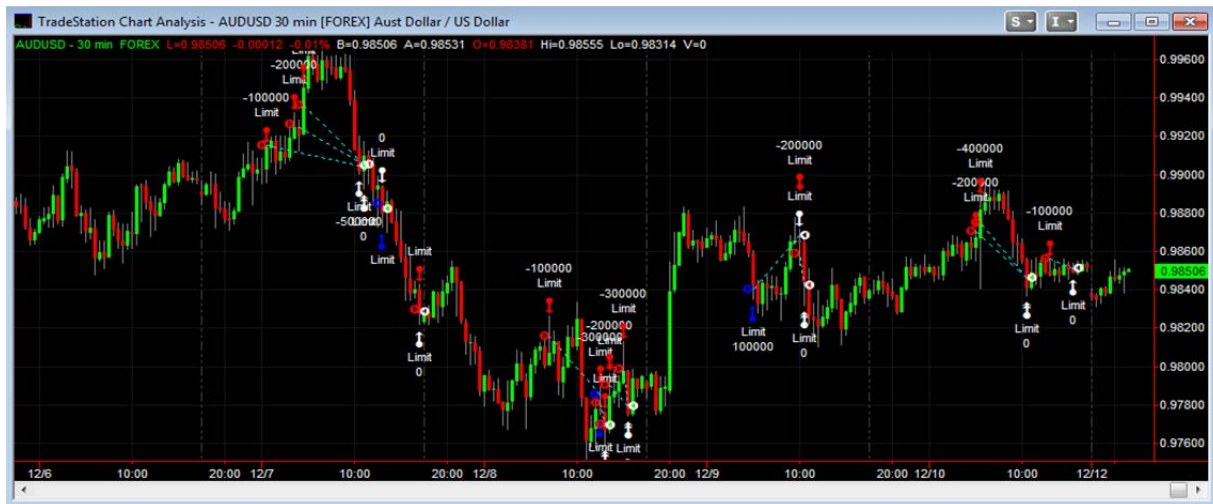 TradeStation Chart Analysis - AUDUSD 30 min [FOREX] Aust Dollar / US Dollar
S I
AUDUSD - 30 min FOREX L=0.98506 -0.00012 -0.01% B=0.98506 A=0.98531 O=0.98381 Hi=0.98555 Lo=0.98314 V=0
0.99600
-200000
Limit
-100000
Limit
0.99400
0.99200
0
Limit
-200000
Limit
-400000
Limit
0.99000
-200000
Limit
Limit
-500000
0
Limit
-100000
Limit
0.98800
Limit
Limit
0.98600
0.98506
-100000
Limit
0.98400
-300000
Limit
Limit
0
Limit
100000
Limit
0
Limit
0
Limit
0
0.98200
-200000
-300000
Limit
Limit
0.98000
Limit
0.97800
Limit
Limit
0.97600
12/6 10:00 20:00 12/7 10:00 20:00 12/8 10:00 20:00 12/9 10:00 20:00 12/10 10:00 12/12